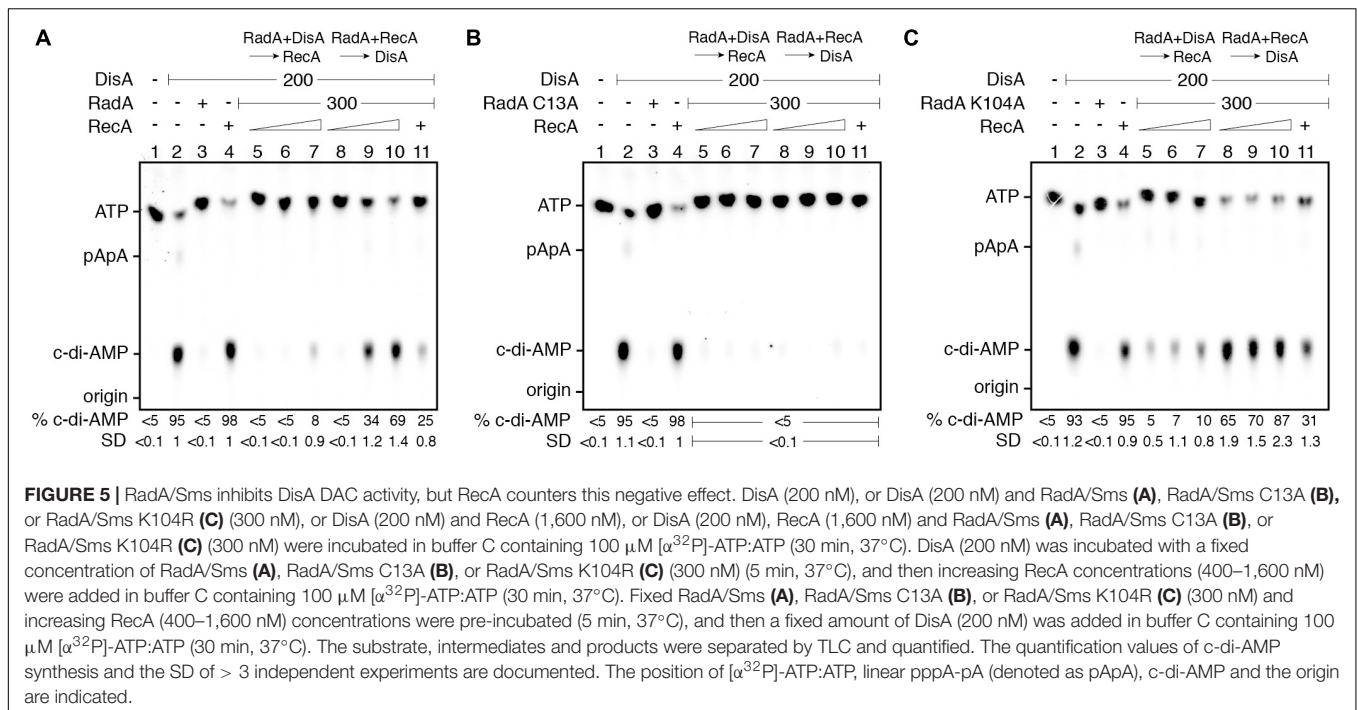 A
RadA+DisA RadA+RecA
→ RecA → DisA
DisA - 200
RadA - - + - 300
RecA - - - + +
1 2 3 4 5 6 7 8 9 10 11
ATP
pApA
c-di-AMP
origin
% c-di-AMP <5 95 <5 98 <5 <5 8 <5 34 69 25
SD <0.1 1 <0.1 1 <0.1 <0.1 0.9 <0.1 1.2 1.4 0.8
B
RadA+DisA RadA+RecA
→ RecA → DisA
DisA - 200
RadA C13A - - + - 300
RecA - - - + +
1 2 3 4 5 6 7 8 9 10 11
ATP
pApA
c-di-AMP
origin
% c-di-AMP <5 95 <5 98 <5
SD <0.1 1.1 <0.1 1 <0.1
C
RadA+DisA RadA+RecA
→ RecA → DisA
DisA - 200
RadA K104A - - + - 300
RecA - - - + +
1 2 3 4 5 6 7 8 9 10 11
ATP
pApA
c-di-AMP
origin
% c-di-AMP <5 93 <5 95 5 7 10 65 70 87 31
SD <0.1 1.2 <0.1 0.9 0.5 1.1 0.8 1.9 1.5 2.3 1.3
FIGURE 5 | RadA/Sms inhibits DisA DAC activity, but RecA counters this negative effect. DisA (200 nM), or DisA (200 nM) and RadA/Sms (A), RadA/Sms C13A (B),
or RadA/Sms K104R (C) (300 nM), or DisA (200 nM) and RecA (1,600 nM), or DisA (200 nM), RecA (1,600 nM) and RadA/Sms (A), RadA/Sms C13A (B), or
RadA/Sms K104R (C) (300 nM) were incubated in buffer C containing 100 μM [α³²P]-ATP:ATP (30 min, 37°C). DisA (200 nM) was incubated with a fixed
concentration of RadA/Sms (A), RadA/Sms C13A (B), or RadA/Sms K104R (C) (300 nM) (5 min, 37°C), and then increasing RecA concentrations (400–1,600 nM)
were added in buffer C containing 100 μM [α³²P]-ATP:ATP (30 min, 37°C). Fixed RadA/Sms (A), RadA/Sms C13A (B), or RadA/Sms K104R (C) (300 nM) and
increasing RecA (400–1,600 nM) concentrations were pre-incubated (5 min, 37°C), and then a fixed amount of DisA (200 nM) was added in buffer C containing 100
μM [α³²P]-ATP:ATP (30 min, 37°C). The substrate, intermediates and products were separated by TLC and quantified. The quantification values of c-di-AMP
synthesis and the SD of > 3 independent experiments are documented. The position of [α³²P]-ATP:ATP, linear pppA-pA (denoted as pApA), c-di-AMP and the origin
are indicated.